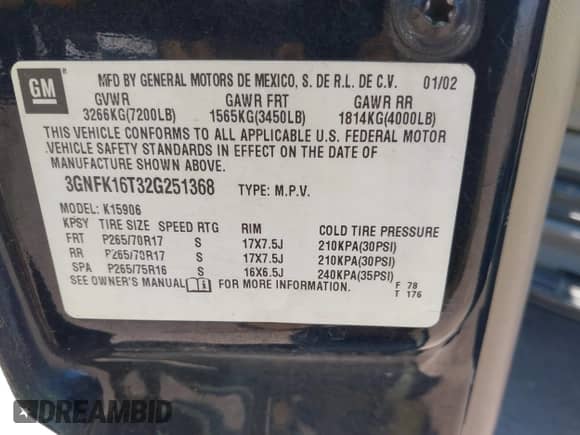 GM
MFD BY GENERAL MOTORS DE MEXICO, S. DE R.L. DE C.V. 01/02
GVWR GAWR FRT GAWR RR
3266KG(7200LB) 1565KG(3450LB) 1814KG(4000LB)
THIS VEHICLE CONFORMS TO ALL APPLICABLE U.S. FEDERAL MOTOR
VEHICLE SAFETY STANDARDS IN EFFECT ON THE DATE OF
MANUFACTURE SHOWN ABOVE.
3GNFK16T32G251368 TYPE: M.P.V.
MODEL: K15906
KPSY TIRE SIZE SPEED RTG RIM COLD TIRE PRESSURE
FRT P265/70R17 S 17X7.5J 210KPA(30PSI)
RR P265/70R17 S 17X7.5J 210KPA(30PSI)
SPA P265/75R16 S 16X6.5J 240KPA(35PSI)
SEE OWNER'S MANUAL FOR MORE INFORMATION. F 78
T 176
DREAMBID